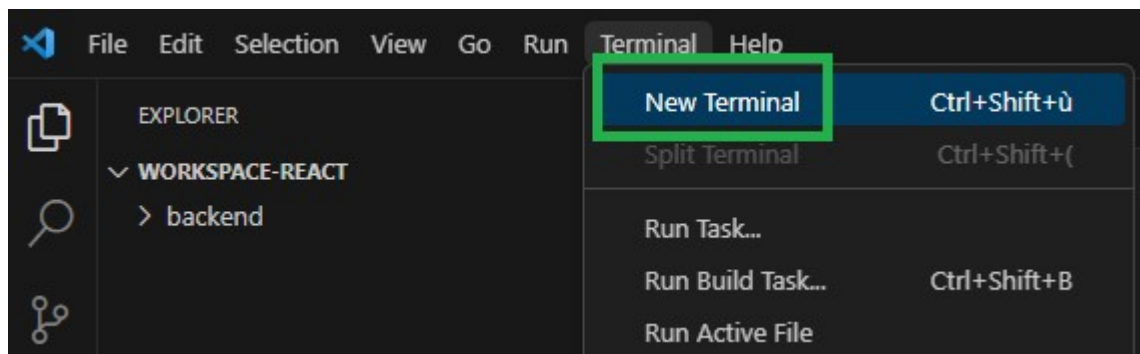 File Edit Selection View Go Run Terminal Help
EXPLORER
WORKSPACE-REACT
backend
New Terminal Ctrl+Shift+ù
Split Terminal Ctrl+Shift+(
Run Task...
Run Build Task... Ctrl+Shift+B
Run Active File